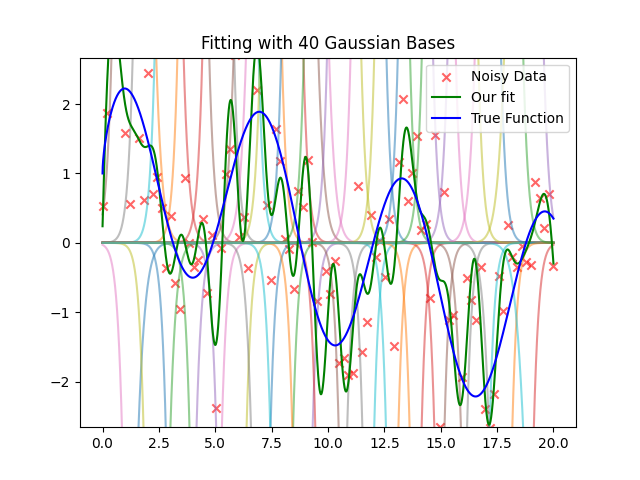 Fitting with 40 Gaussian Bases
Noisy Data
Our fit
True Function
2
1
0
−1
−2
0.0 2.5 5.0 7.5 10.0 12.5 15.0 17.5 20.0